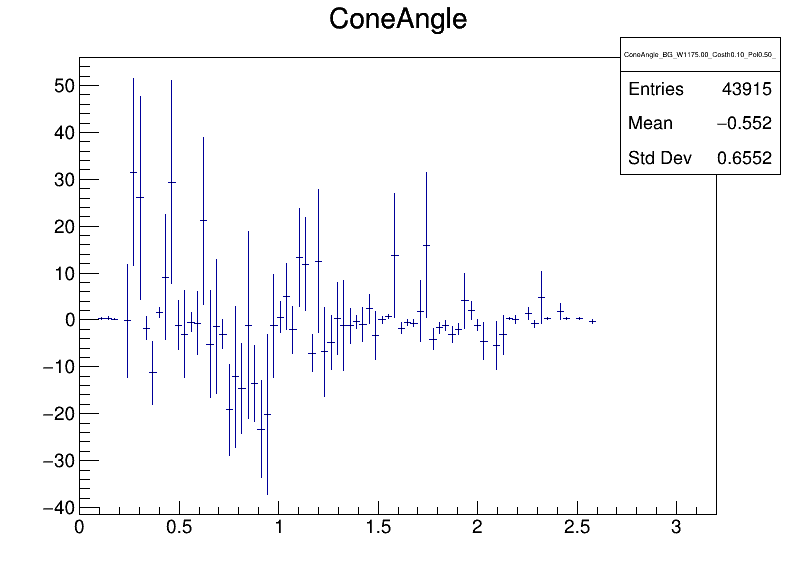 ConeAngle
ConeAngle_BG_W1175.00_Costh0.10_Pol0.50_
Entries 43915
Mean −0.552
Std Dev 0.6552
50
40
30
20
10
0
−10
−20
−30
−40
0 0.5 1 1.5 2 2.5 3